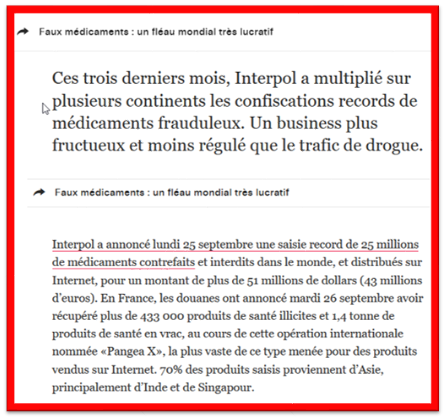 Faux médicaments : un fléau mondial très lucratif
Ces trois derniers mois, Interpol a multiplié sur
plusieurs continents les confiscations records de
médicaments frauduleux. Un business plus
fructueux et moins régulé que le trafic de drogue.
Faux médicaments : un fléau mondial très lucratif
Interpol a annoncé lundi 25 septembre une saisie record de 25 millions
de médicaments contrefaits et interdits dans le monde, et distribués sur
Internet, pour un montant de plus de 51 millions de dollars (43 millions
d'euros). En France, les douanes ont annoncé mardi 26 septembre avoir
récupéré plus de 433 000 produits de santé illicites et 1,4 tonne de
produits de santé en vrac, au cours de cette opération internationale
nommée «Pangea X», la plus vaste de ce type menée pour des produits
vendus sur Internet. 70% des produits saisis proviennent d'Asie,
principalement d'Inde et de Singapour.